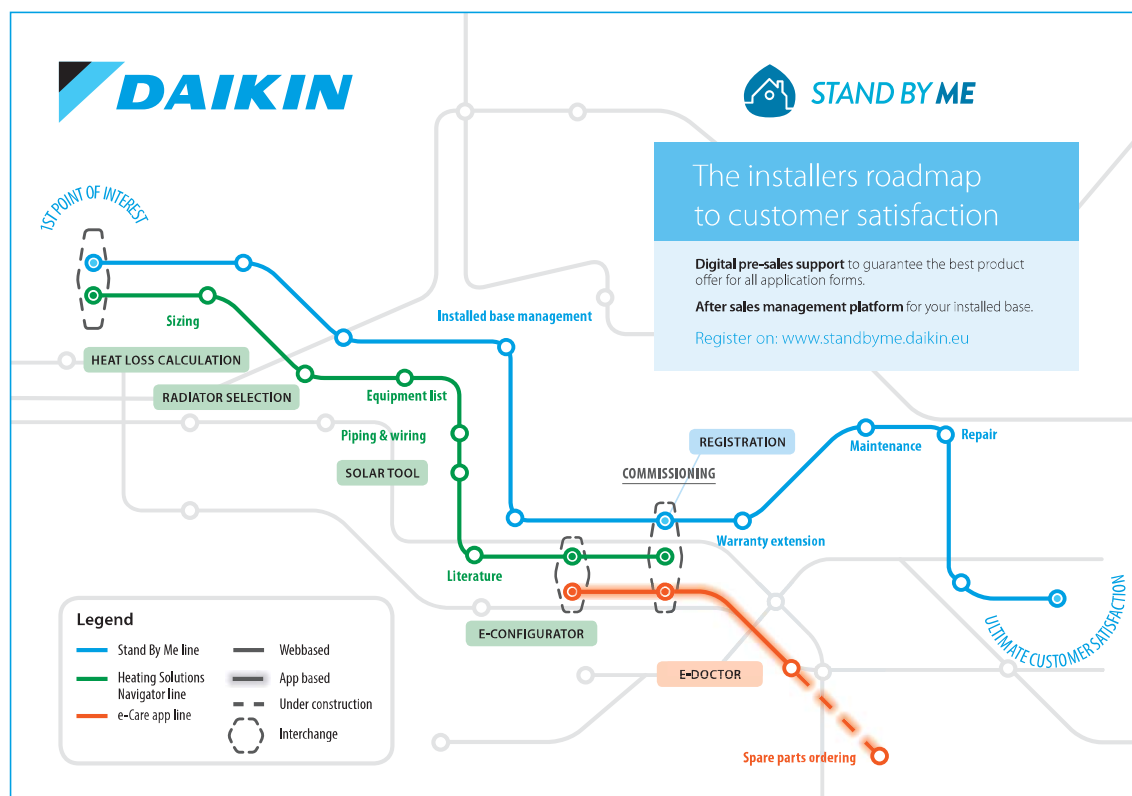 DAIKIN
STAND BY ME
The installers roadmap
to customer satisfaction
Digital pre-sales support to guarantee the best product
offer for all application forms.
After sales management platform for your installed base.
Register on: www.standbyme.daikin.eu
1ST POINT OF INTEREST
Sizing
HEAT LOSS CALCULATION
RADIATOR SELECTION
Installed base management
Equipment list
Piping & wiring
SOLAR TOOL
Literature
REGISTRATION
COMMISSIONING
Maintenance
Repair
Warranty extension
E-CONFIGURATOR
E-DOCTOR
Spare parts ordering
ULTIMATE CUSTOMER SATISFACTION
Legend
Stand By Me line
Heating Solutions
Navigator line
e-Care app line
Webbased
App based
Under construction
Interchange